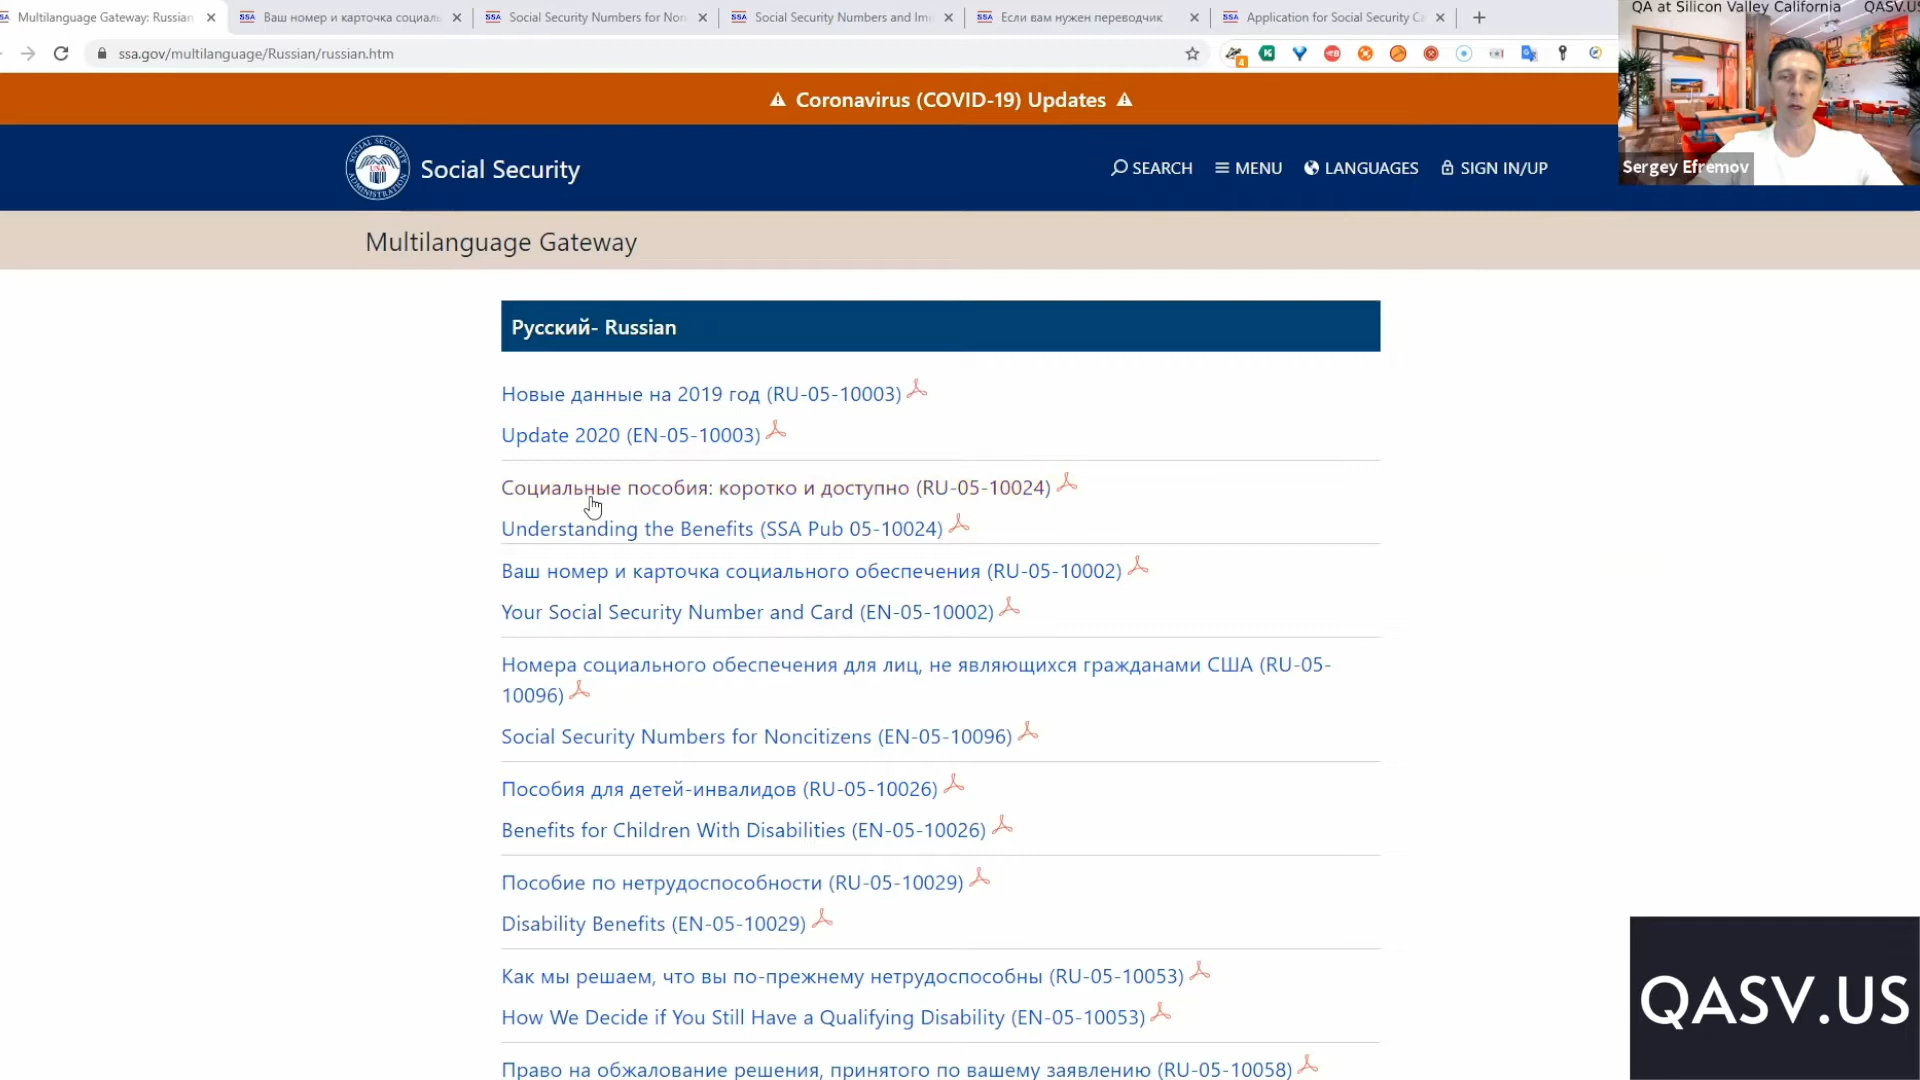 Multilanguage Gateway: Russian
Ваш номер и карточка социаль
Social Security Numbers for Non
Social Security Numbers and Im
Если вам нужен переводчик
Application for Social Security Ca
QA at Silicon Valley California QASV.US
ssa.gov/multilanguage/Russian/russian.htm
Coronavirus (COVID-19) Updates
Social Security
SEARCH
MENU
LANGUAGES
SIGN IN/UP
Sergey Efremov
Multilanguage Gateway
Русский- Russian
Новые данные на 2019 год (RU-05-10003)
Update 2020 (EN-05-10003)
Социальные пособия: коротко и доступно (RU-05-10024)
Understanding the Benefits (SSA Pub 05-10024)
Ваш номер и карточка социального обеспечения (RU-05-10002)
Your Social Security Number and Card (EN-05-10002)
Номера социального обеспечения для лиц, не являющихся гражданами США (RU-05-
10096)
Social Security Numbers for Noncitizens (EN-05-10096)
Пособия для детей-инвалидов (RU-05-10026)
Benefits for Children With Disabilities (EN-05-10026)
Пособие по нетрудоспособности (RU-05-10029)
Disability Benefits (EN-05-10029)
Как мы решаем, что вы по-прежнему нетрудоспособны (RU-05-10053)
How We Decide if You Still Have a Qualifying Disability (EN-05-10053)
Право на обжалование решения, принятого по вашему заявлению (RU-05-10058)
QASV.US